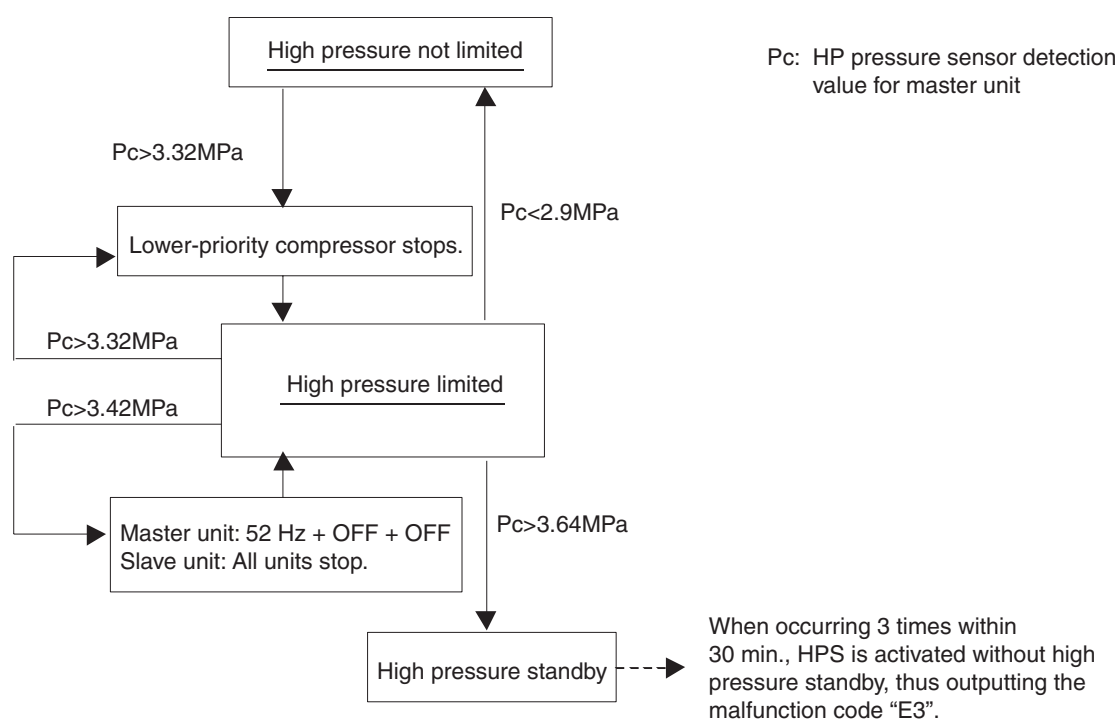 High pressure not limited
Pc: HP pressure sensor detection
value for master unit
Pc>3.32MPa
Pc<2.9MPa
Lower-priority compressor stops.
Pc>3.32MPa
High pressure limited
Pc>3.42MPa
Master unit: 52 Hz + OFF + OFF
Slave unit: All units stop.
Pc>3.64MPa
High pressure standby
When occurring 3 times within
30 min., HPS is activated without high
pressure standby, thus outputting the
malfunction code “E3”.